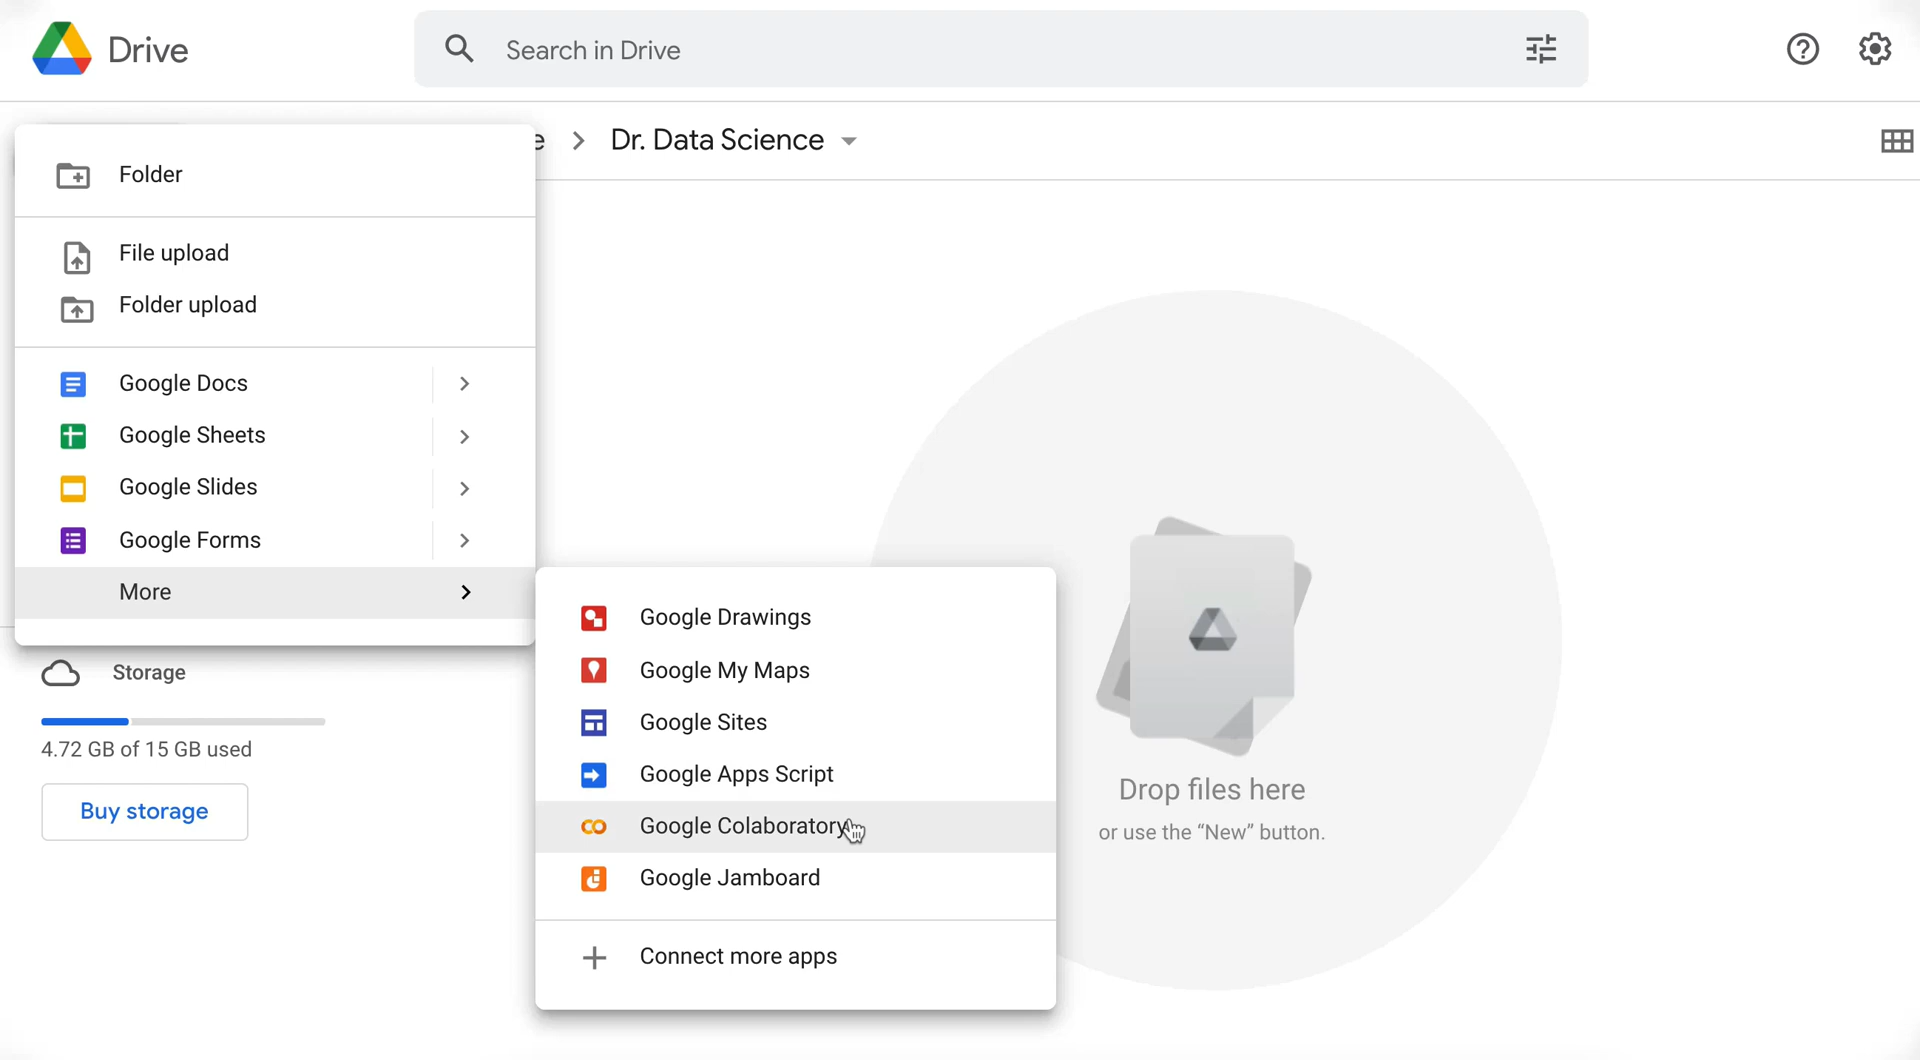 Drive
Search in Drive
Dr. Data Science
Folder
File upload
Folder upload
Google Docs
Google Sheets
Google Slides
Google Forms
More
Google Drawings
Google My Maps
Google Sites
Google Apps Script
Google Colaboratory
Google Jamboard
Connect more apps
Storage
4.72 GB of 15 GB used
Buy storage
Drop files here
or use the “New” button.